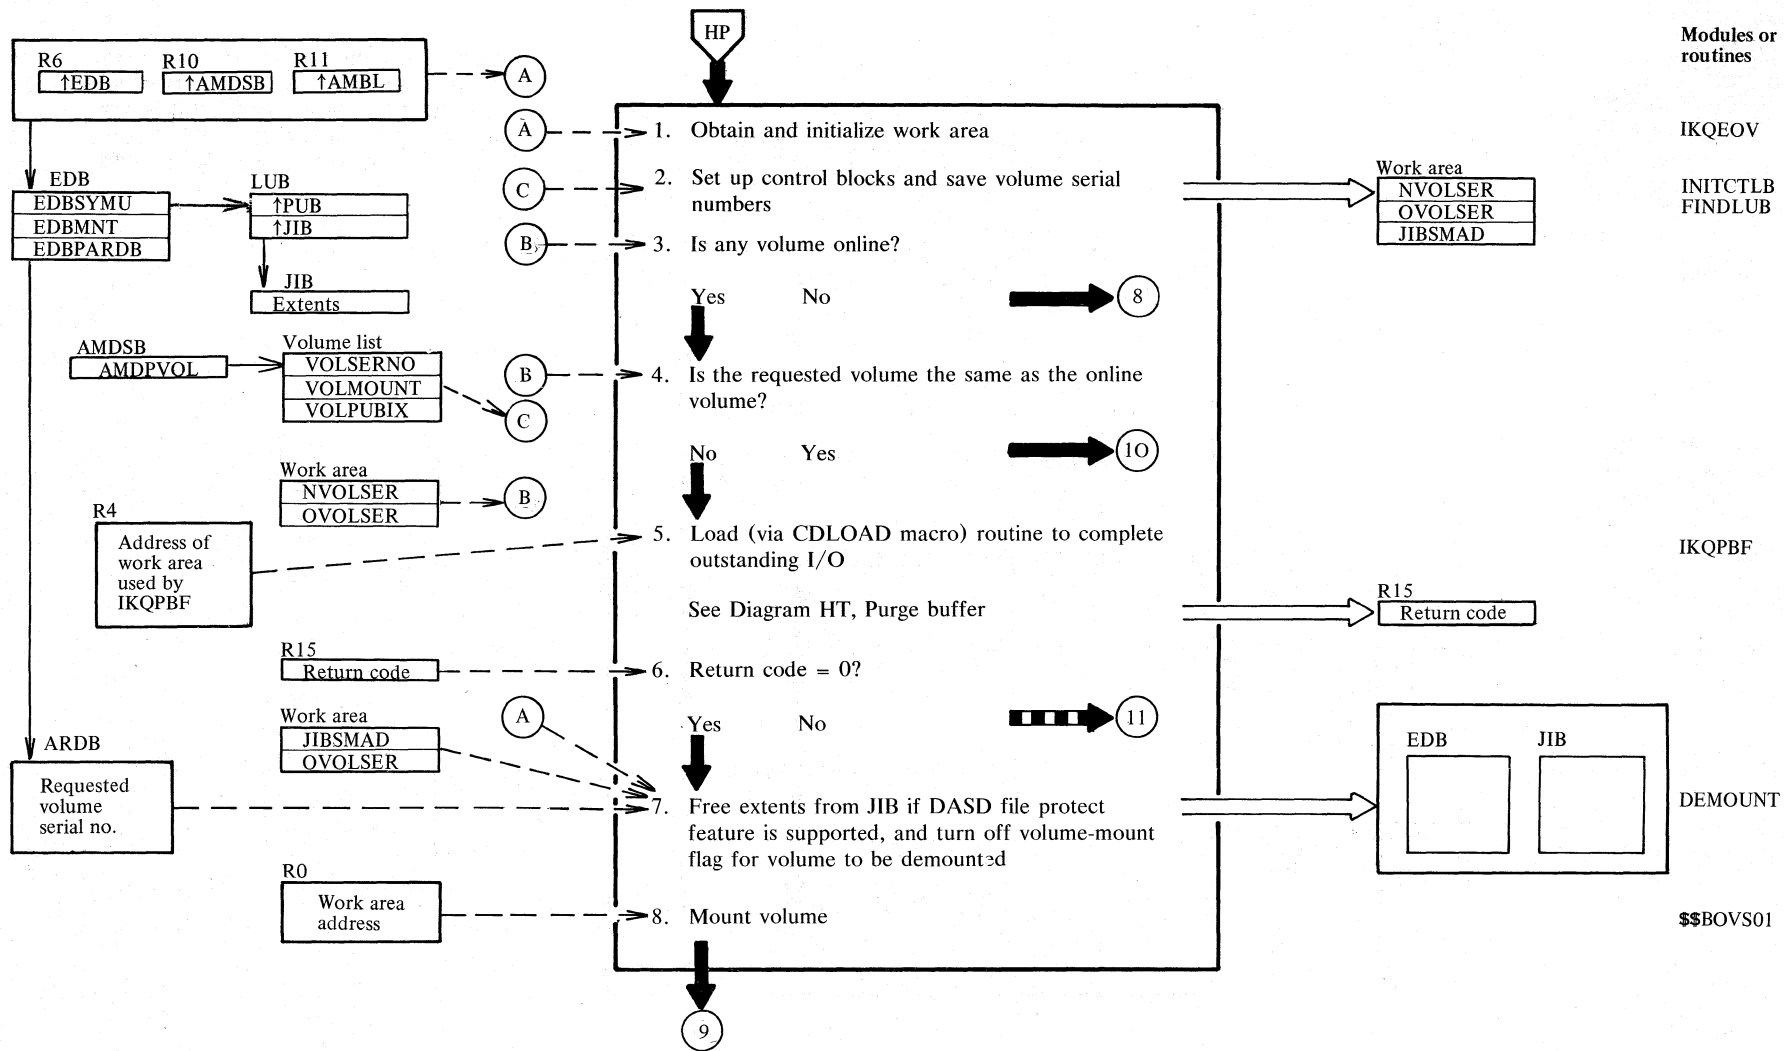 HP
Modules or
routines
R6
↑EDB
R10
↑AMDSB
R11
↑AMBL
A
A
1. Obtain and initialize work area
IKQEOV
EDB
EDBSYMU
EDBMNT
EDBPARDB
LUB
↑PUB
↑JIB
JIB
Extents
C
2. Set up control blocks and save volume serial
numbers
Work area
NVOLSER
OVOLSER
JIBSMAD
INITCTLB
FINDLUB
B
3. Is any volume online?
Yes No
8
AMDSB
AMDPVOL
Volume list
VOLSERNO
VOLMOUNT
VOLPUBIX
B
C
4. Is the requested volume the same as the online
volume?
No Yes
10
Work area
NVOLSER
OVOLSER
B
R4
Address of
work area
used by
IKQPBF
5. Load (via CDLOAD macro) routine to complete
outstanding I/O
IKQPBF
See Diagram HT, Purge buffer
R15
Return code
R15
Return code
6. Return code = 0?
Yes No
11
Work area
JIBSMAD
OVOLSER
A
ARDB
Requested
volume
serial no.
7. Free extents from JIB if DASD file protect
feature is supported, and turn off volume-mount
flag for volume to be demounted
EDB
JIB
DEMOUNT
R0
Work area
address
8. Mount volume
$$BOVS01
9